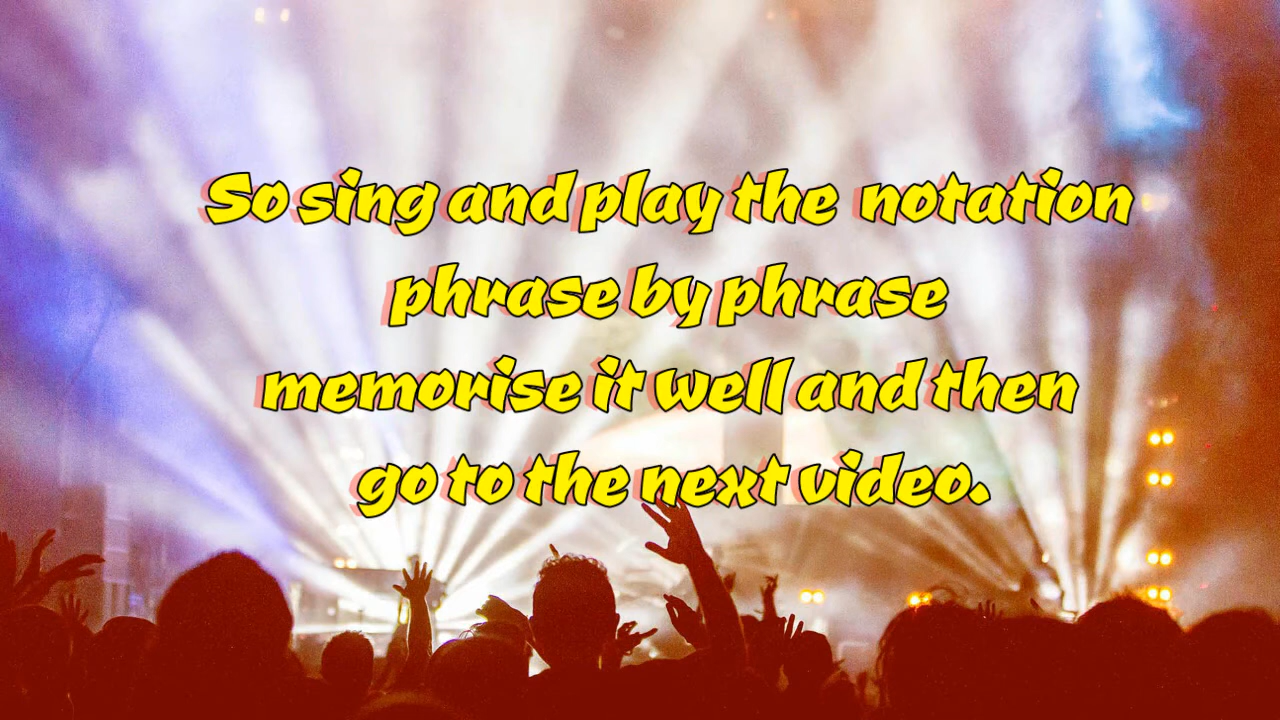 So sing and play the notation
phrase by phrase
memorise it well and then
go to the next video.